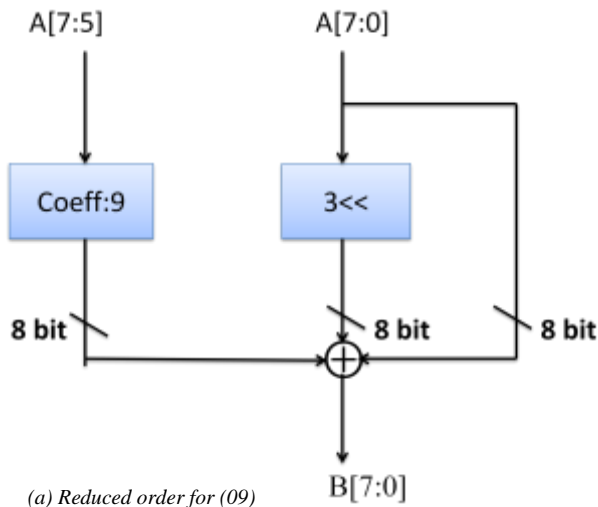 A[7:5]
A[7:0]
Coeff:9
3<<
8 bit
8 bit
8 bit
(a) Reduced order for (09)
B[7:0]